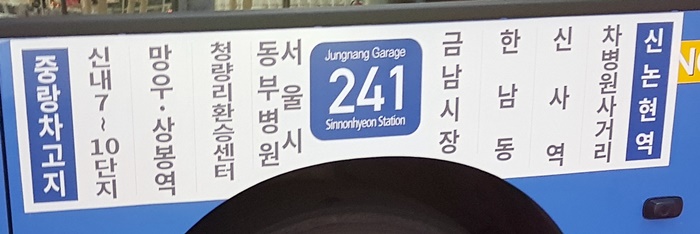 중랑차고지
신내7~10단지
망우·상봉역
청량리환승센터
서울시
동부병원
Jungnang Garage
241
Sinnonhyeon Station
금남시장
한남동
신사역
차병원사거리
신논현역